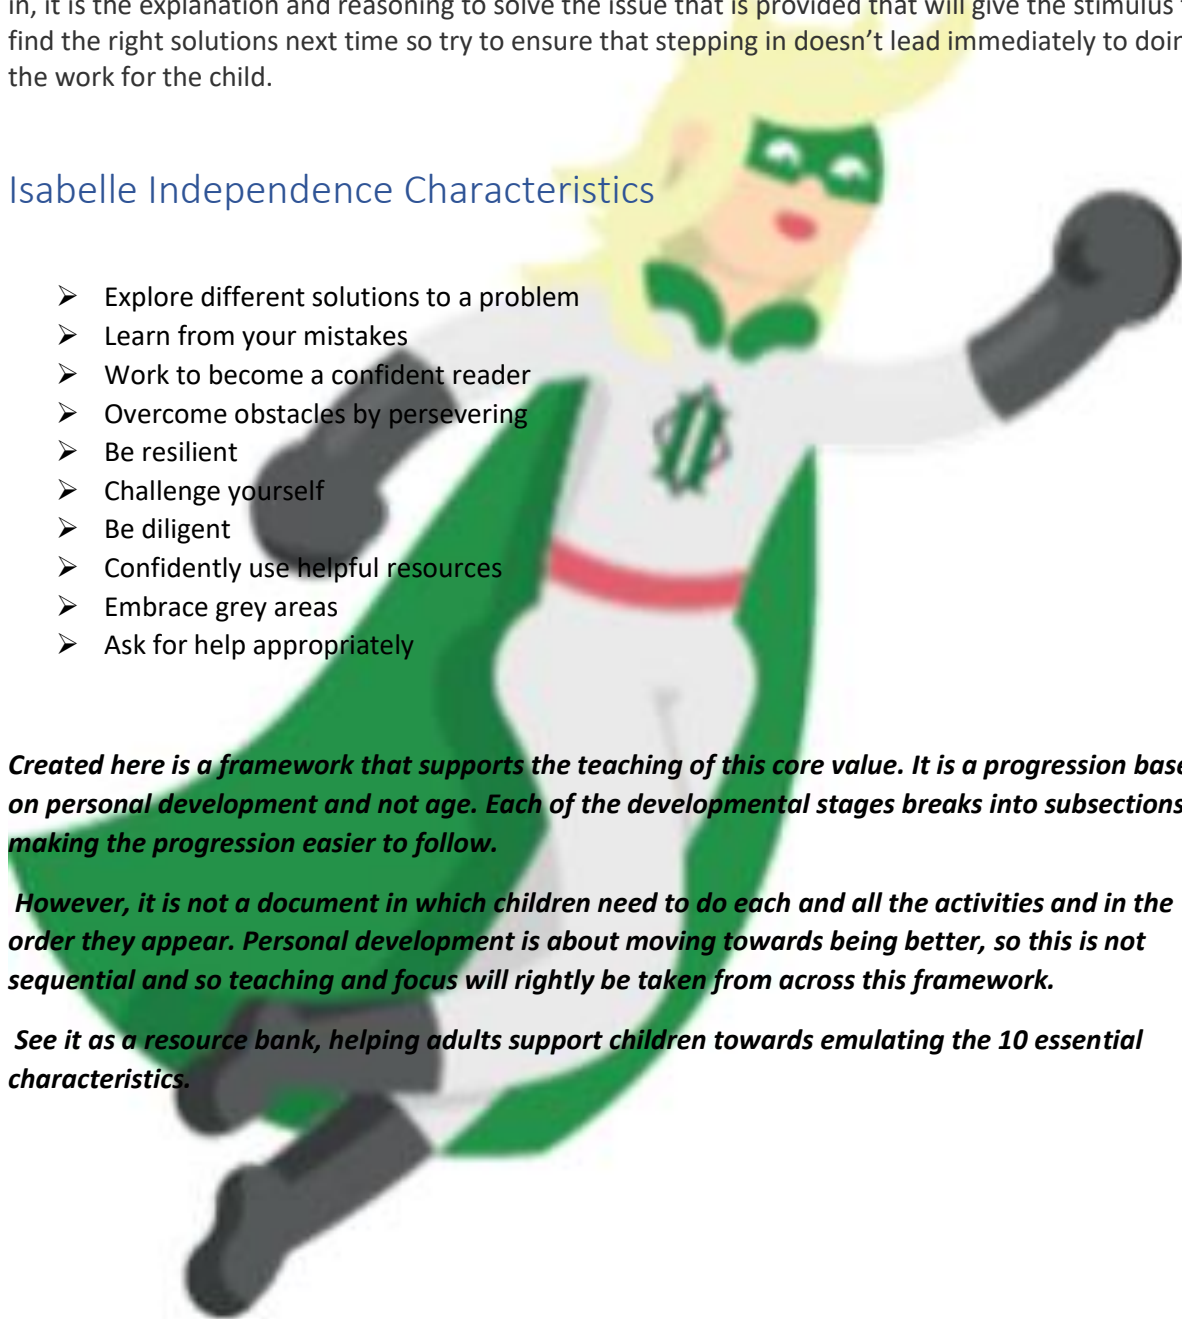 in, it is the explanation and reasoning to solve the issue that is provided that will give the stimulus
find the right solutions next time so try to ensure that stepping in doesn’t lead immediately to doin
the work for the child.
Isabelle Independence Characteristics
➢ Explore different solutions to a problem
➢ Learn from your mistakes
➢ Work to become a confident reader
➢ Overcome obstacles by persevering
➢ Be resilient
➢ Challenge yourself
➢ Be diligent
➢ Confidently use helpful resources
➢ Embrace grey areas
➢ Ask for help appropriately
Created here is a framework that supports the teaching of this core value. It is a progression base
on personal development and not age. Each of the developmental stages breaks into subsections
making the progression easier to follow.
However, it is not a document in which children need to do each and all the activities and in the
order they appear. Personal development is about moving towards being better, so this is not
sequential and so teaching and focus will rightly be taken from across this framework.
See it as a resource bank, helping adults support children towards emulating the 10 essential
characteristics.